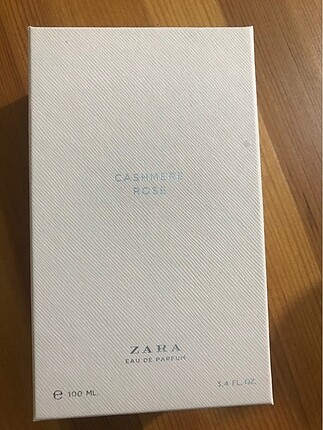 CASHMERE
ROSE
ZARA
EAU DE PARFUM
e 100 ML.
3.4 FL. OZ.